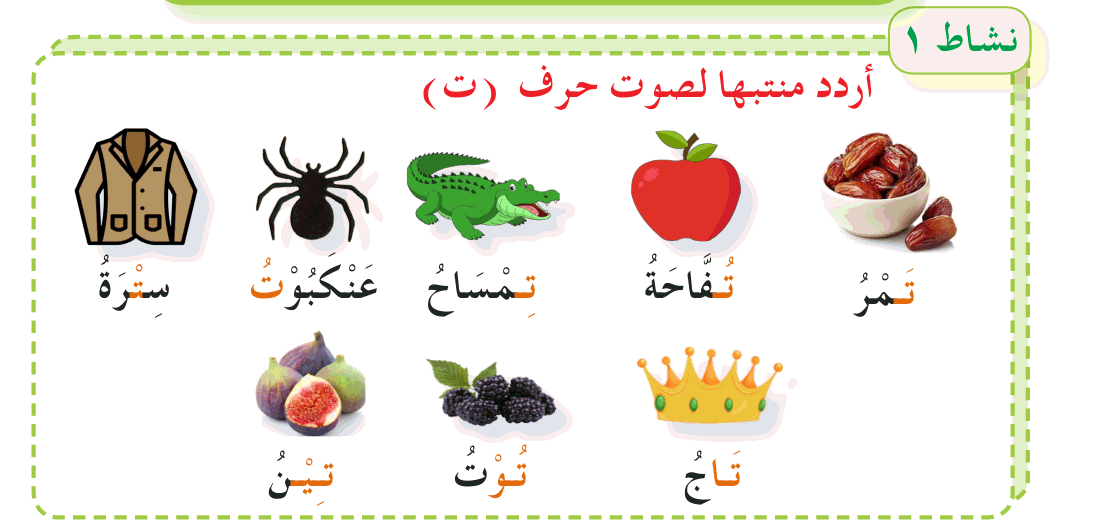 نشاط ١
أردد منتبها لصوت حرف (ت)
تَمْرُ تُفَّاحَةُ تِمْسَاحُ عَنْكَبُوْتُ سِتْرَةُ
تَاجُ تُوْتُ تِيْنُ